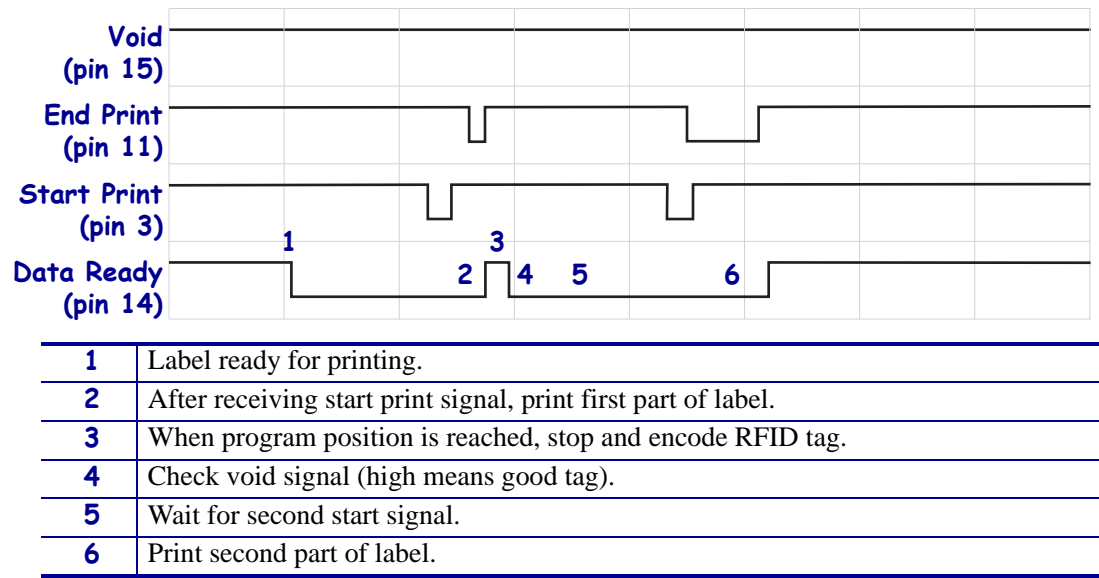 Void
(pin 15)
End Print
(pin 11)
Start Print
(pin 3)
1
3
Data Ready
(pin 14)
2
4
5
6
1 Label ready for printing.
2 After receiving start print signal, print first part of label.
3 When program position is reached, stop and encode RFID tag.
4 Check void signal (high means good tag).
5 Wait for second start signal.
6 Print second part of label.